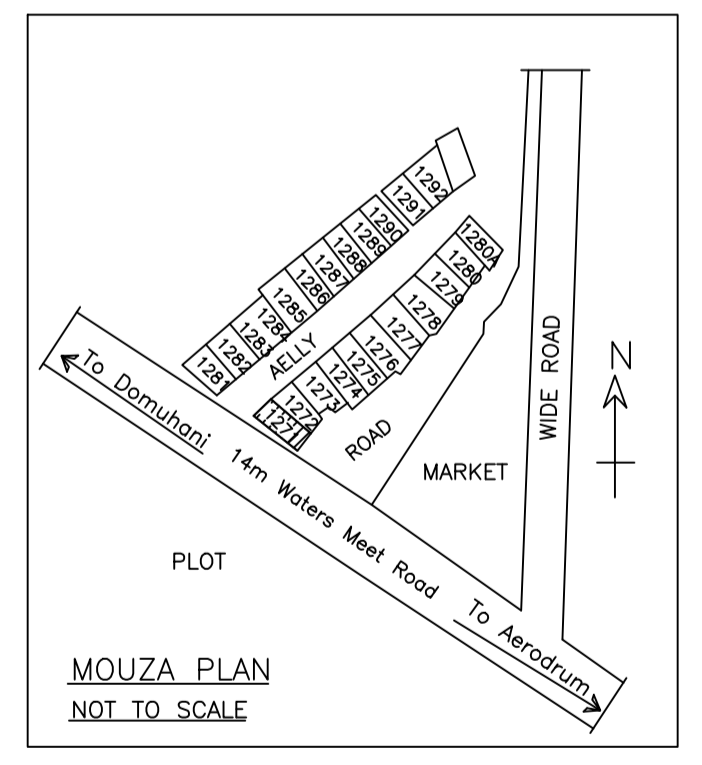 1292
1291
1290
1289
1288
1287
1286
1285
1284
1283
1282
1281
1280A
1280
1279
1278
1277
1276
1275
1274
1273
1272
1271
AELLY
ROAD
MARKET
WIDE ROAD
N
To Domuhani 14m Waters Meet Road To Aerodrum
PLOT
MOUZA PLAN
NOT TO SCALE